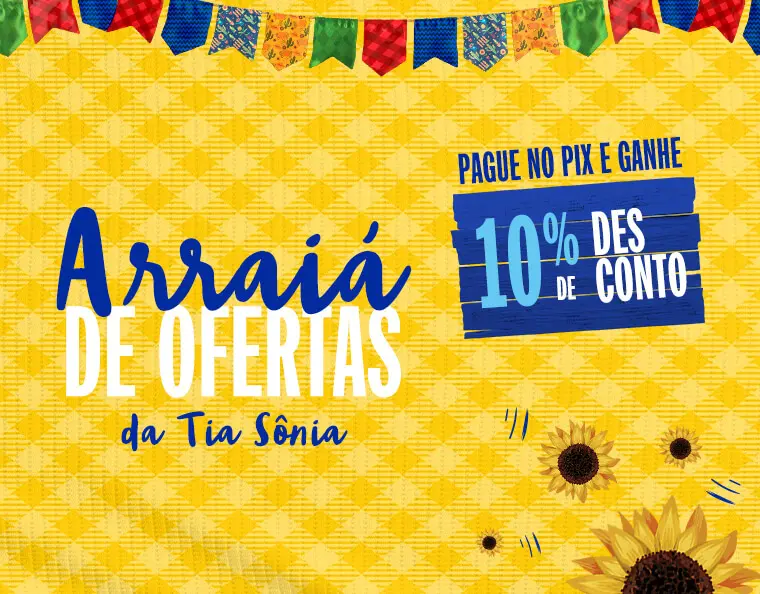 Arraiá
DE OFERTAS
da Tia Sônia
PAGUE NO PIX E GANHE
10% DE
DES
CONTO